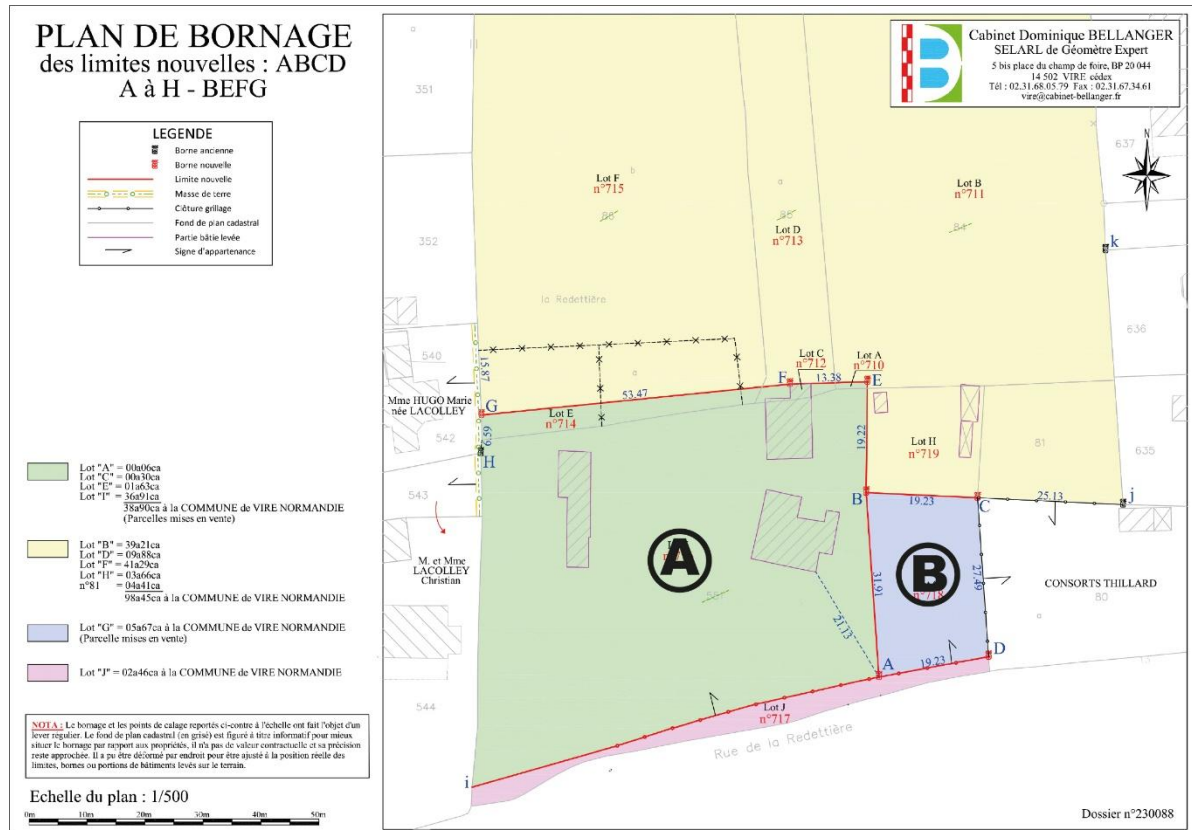 PLAN DE BORNAGE
des limites nouvelles : ABCD
A à H - BEFG
LEGENDE
Borne ancienne
Borne nouvelle
Limite nouvelle
Masse de terre
Clôture grillage
Fond de plan cadastral
Partie bâtie levée
Signe d'appartenance
Cabinet Dominique BELLANGER
SELARL de Géomètre Expert
5 bis place du champ de foire, BP 20 044
14 502 VIRE cédex
Tél : 02.31.68.05.79 Fax : 02.31.67.34.61
vire@cabinet-bellanger.fr
N
351
352
540
542
543
544
637
636
635
Lot F
n°715
b
86
a
85
Lot D
n°713
Lot B
n°711
84
k
la Redettière
a
15.87
Mme HUGO Marie
née LACOLLEY
G
53.47
Lot E
n°714
F
Lot C
n°712
13.38
Lot A
n°710
E
6.59
H
19.22
Lot H
n°719
81
B
19.23
C
25.13
j
M. et Mme
LACOLLEY
Christian
A
21.13
31.91
B
n°718
27.49
CONSORTS THILLARD
80
A
19.23
D
Lot J
n°717
i
Rue de la Redettière
Lot "A" = 00a06ca
Lot "C" = 00a30ca
Lot "E" = 01a63ca
Lot "I" = 36a91ca
38a90ca à la COMMUNE DE VIRE NORMANDIE
(Parcelles mises en vente)
Lot "B" = 39a21ca
Lot "D" = 09a88ca
Lot "F" = 41a29ca
Lot "H" = 03a66ca
n°81 = 04a41ca
98a45ca à la COMMUNE DE VIRE NORMANDIE
Lot "G" = 05a67ca à la COMMUNE DE VIRE NORMANDIE
(Parcelle mises en vente)
Lot "J" = 02a46ca à la COMMUNE DE VIRE NORMANDIE
NOTA : Le bornage et les points de calage reportés ci-contre à l'échelle ont fait l'objet d'un
lever régulier. Le fond de plan cadastral (en grisé) est figuré à titre informatif pour mieux
situer le bornage par rapport aux propriétés, il n'a pas de valeur contractuelle et sa précision
reste approchée. Il a pu être déformé par endroit pour être ajusté à la position réelle des
limites, bornes ou portions de bâtiments levés sur le terrain.
Echelle du plan : 1/500
0m 10m 20m 30m 40m 50m
Dossier n°230088